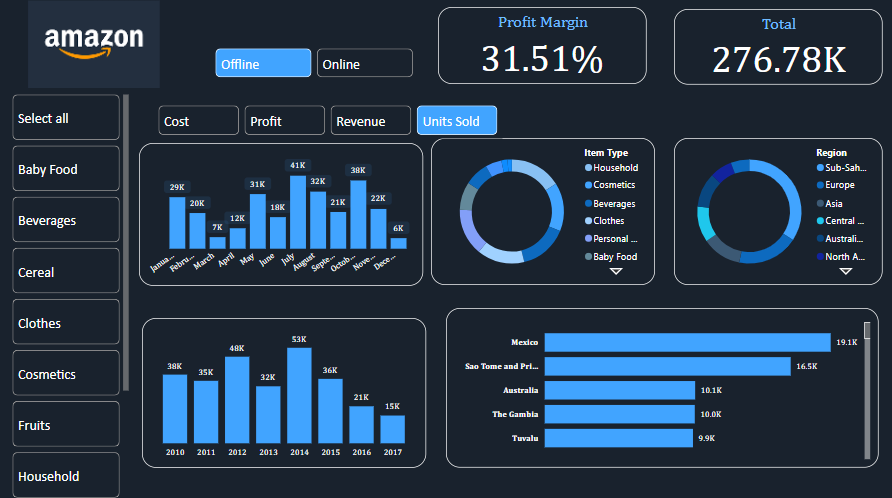 amazon
Offline
Online
Profit Margin
31.51%
Total
276.78K
Select all
Baby Food
Beverages
Cereal
Clothes
Cosmetics
Fruits
Household
Cost
Profit
Revenue
Units Sold
29K
20K
7K
12K
31K
18K
41K
32K
21K
38K
22K
6K
Janua...
Febru...
March
April
May
June
July
August
Septe...
Octob...
Nove...
Dece...
Item Type
Household
Cosmetics
Beverages
Clothes
Personal ...
Baby Food
Region
Sub-Sah...
Europe
Asia
Central ...
Australi...
North A...
38K
35K
48K
32K
53K
36K
21K
15K
2010
2011
2012
2013
2014
2015
2016
2017
Mexico 19.1K
Sao Tome and Pri... 16.5K
Australia 10.1K
The Gambia 10.0K
Tuvalu 9.9K